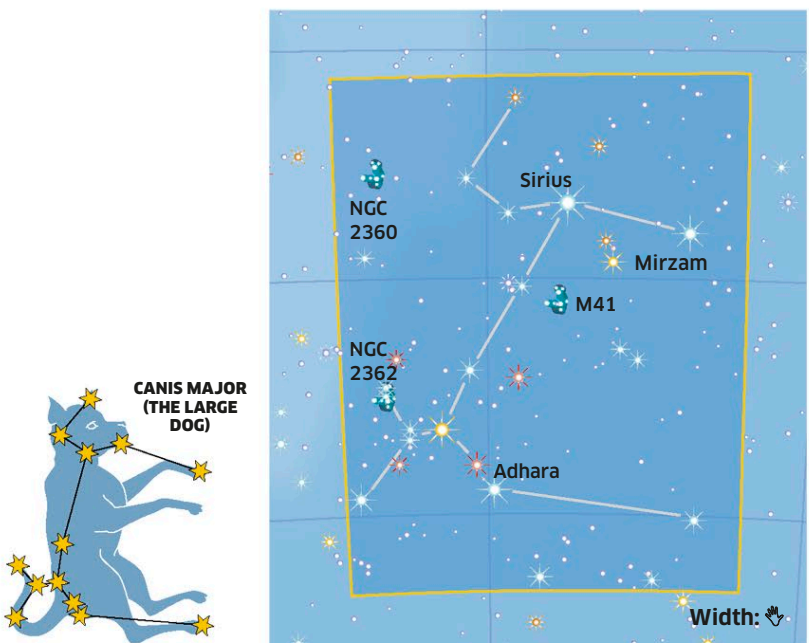 CANIS MAJOR
(THE LARGE
DOG)
Sirius
NGC
2360
Mirzam
M41
NGC
2362
Adhara
Width: